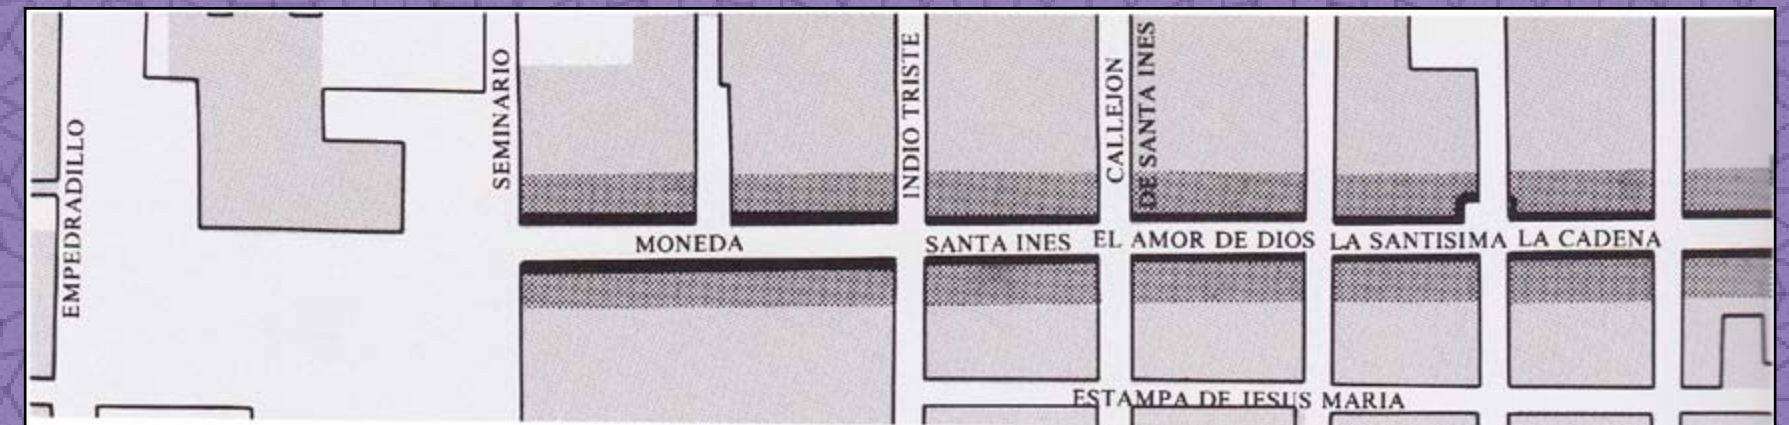 EMPEDRADILLO
SEMINARIO
INDIO TRISTE
CALLEJON
DE SANTA INES
MONEDA
SANTA INES
EL AMOR DE DIOS
LA SANTISIMA
LA CADENA
ESTAMPA DE JESUS MARIA